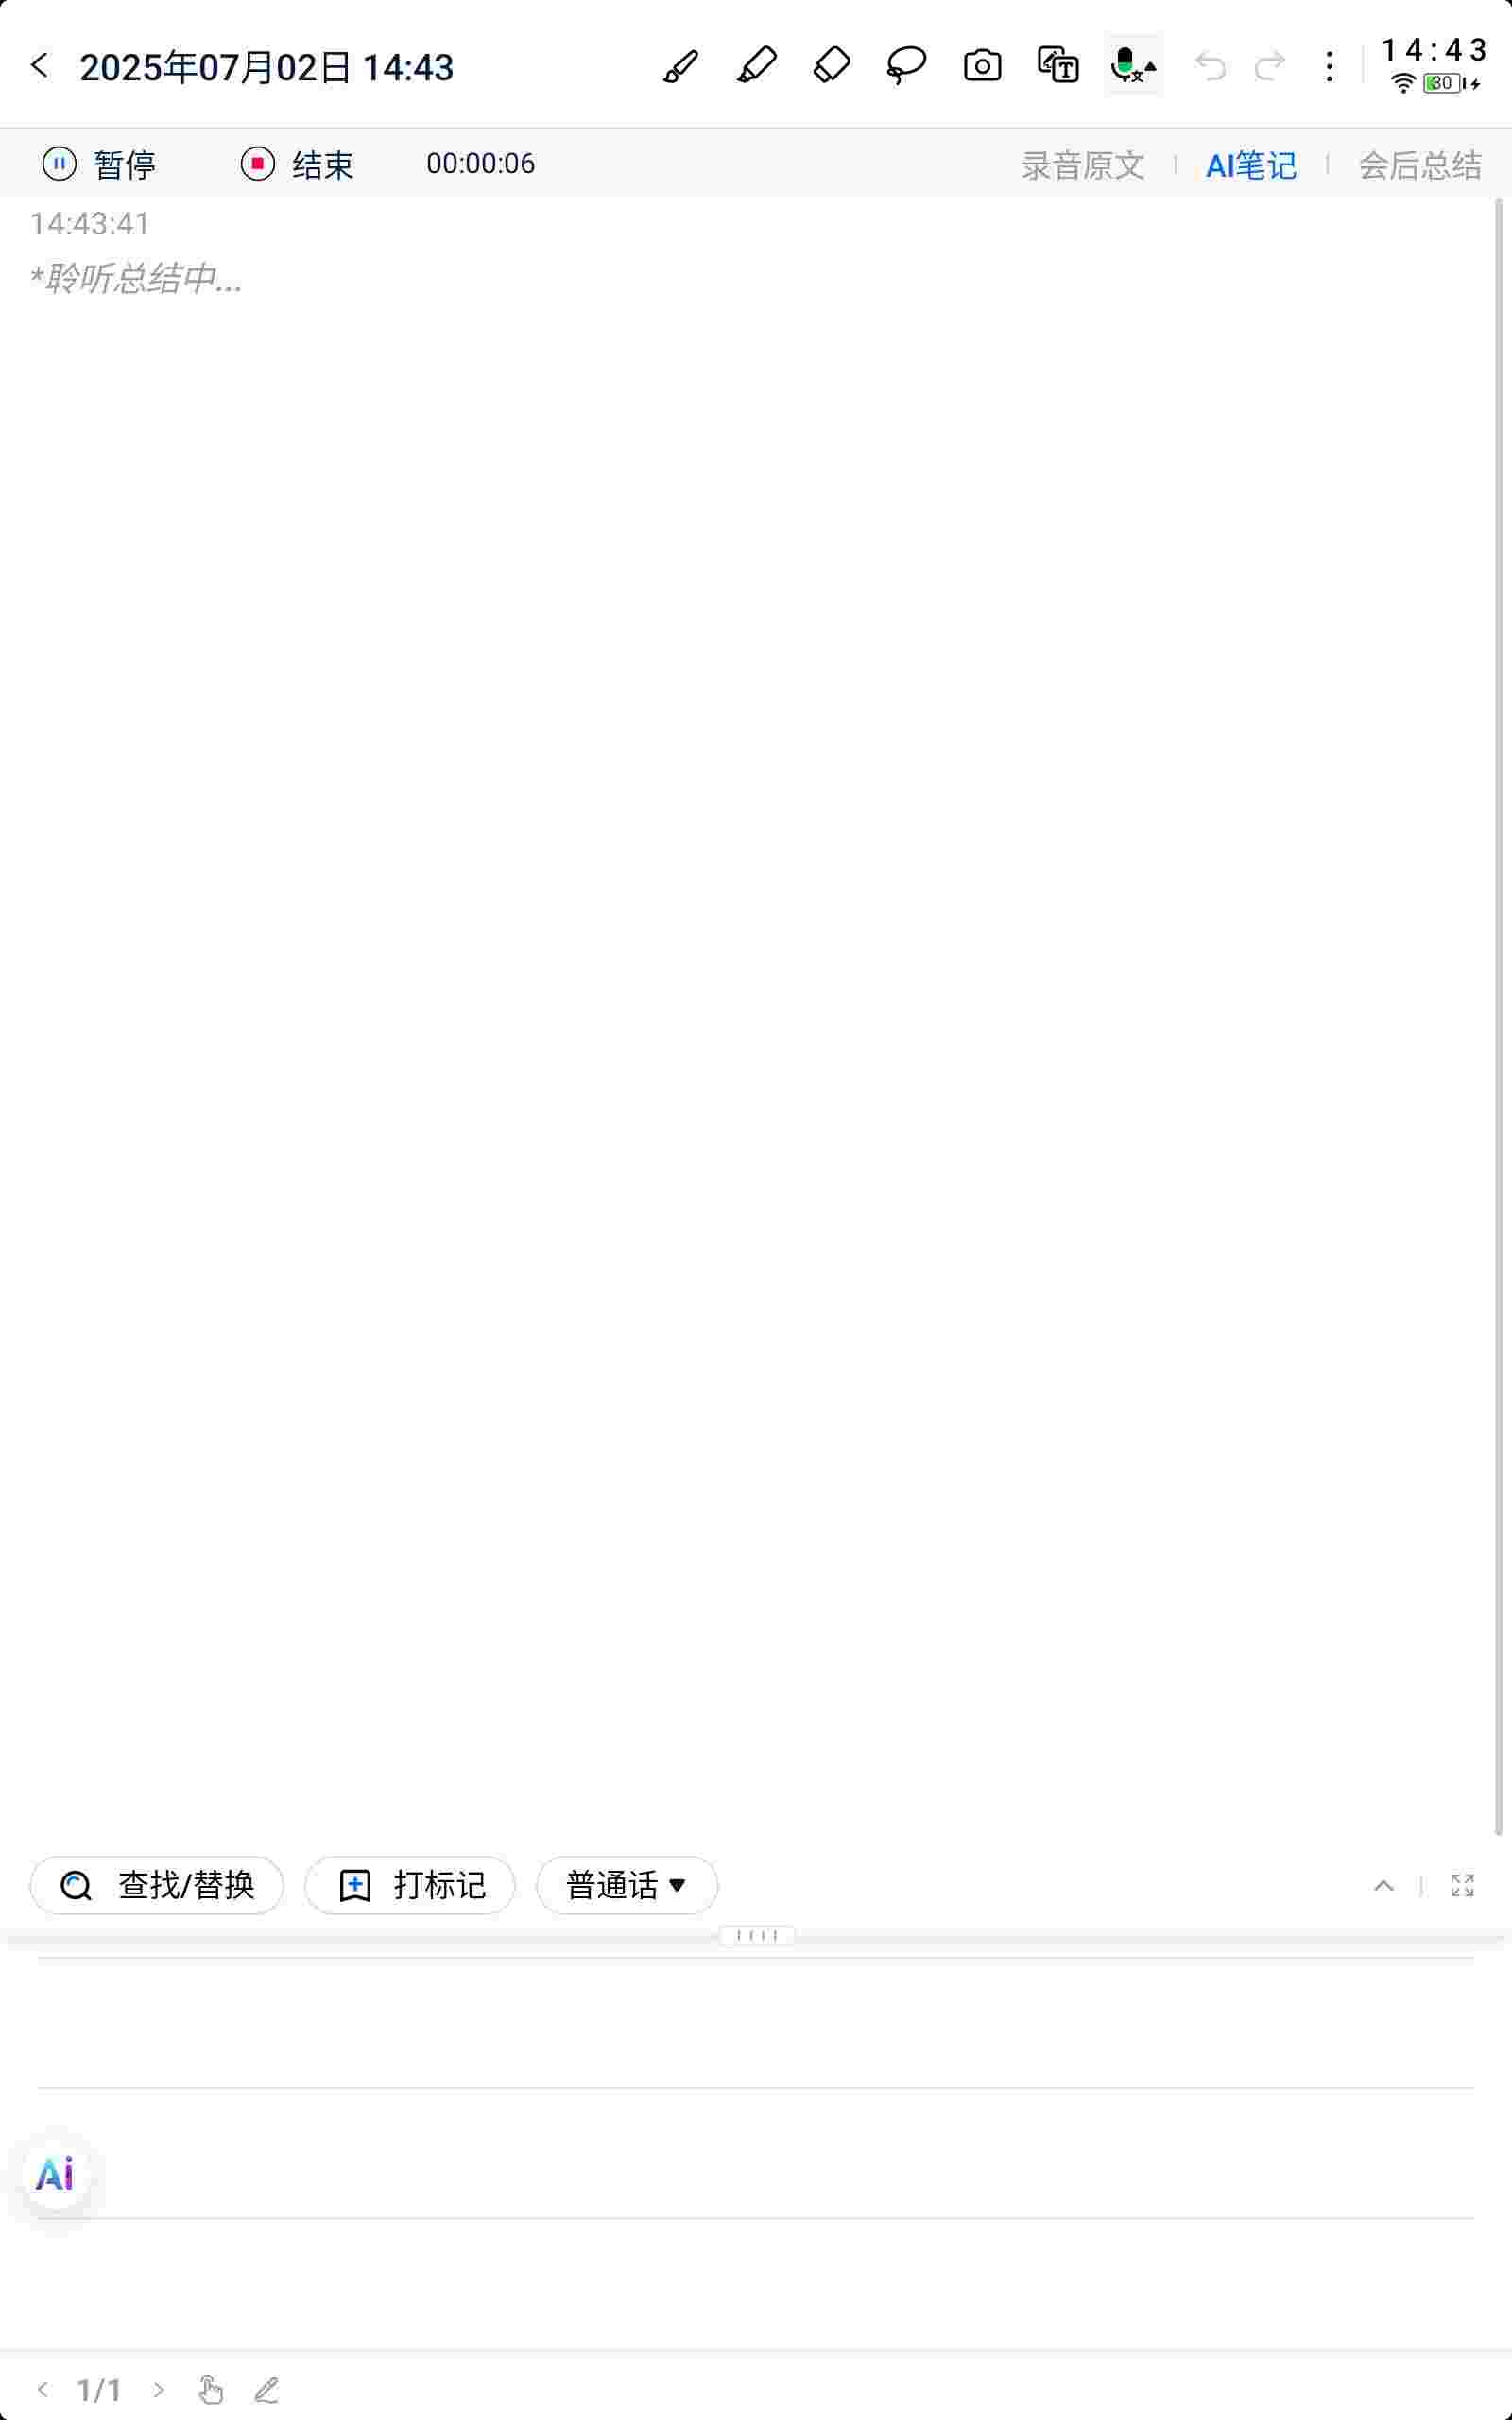 2025年07月02日 14:43
14:43
30
暂停 结束 00:00:06 录音原文 AI笔记 会后总结
14:43:41
*聆听总结中...
查找/替换 打标记 普通话
Ai
1/1